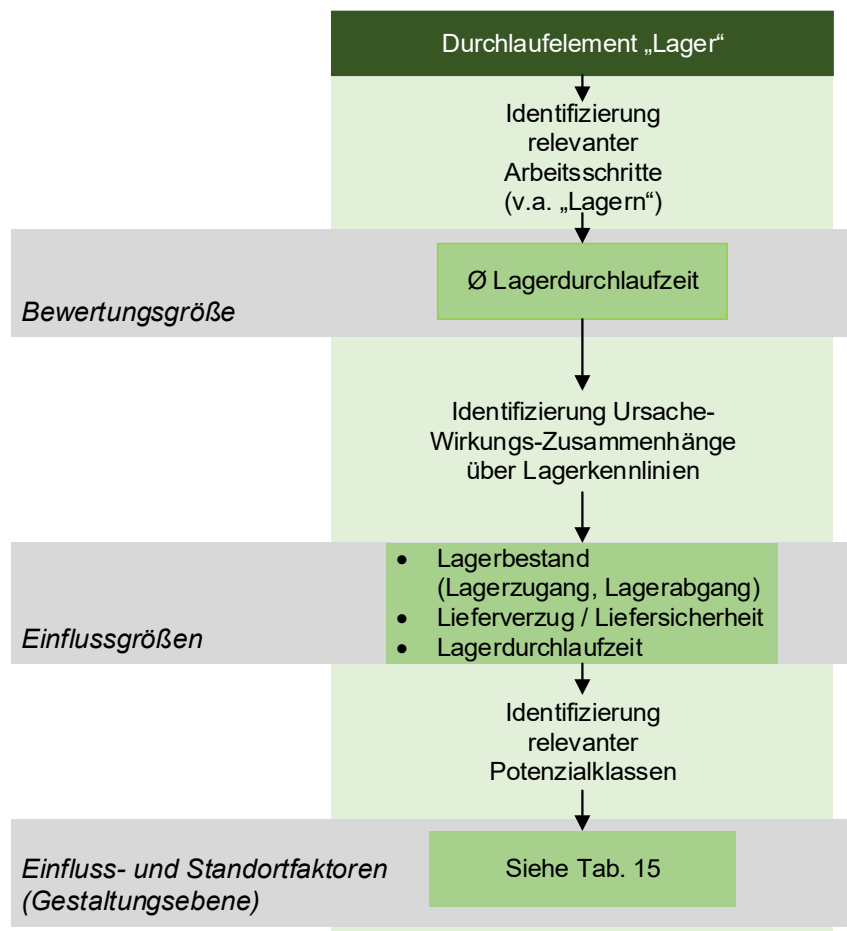 Durchlaufelement „Lager“
Identifizierung
relevanter
Arbeitsschritte
(v.a. „Lagern“)
Ø Lagerdurchlaufzeit
Bewertungsgröße
Identifizierung Ursache-
Wirkungs-Zusammenhänge
über Lagerkennlinien
• Lagerbestand
(Lagerzugang, Lagerabgang)
• Lieferverzug / Liefersicherheit
• Lagerdurchlaufzeit
Einflussgrößen
Identifizierung
relevanter
Potenzialklassen
Einfluss- und Standortfaktoren
(Gestaltungsebene)
Siehe Tab. 15